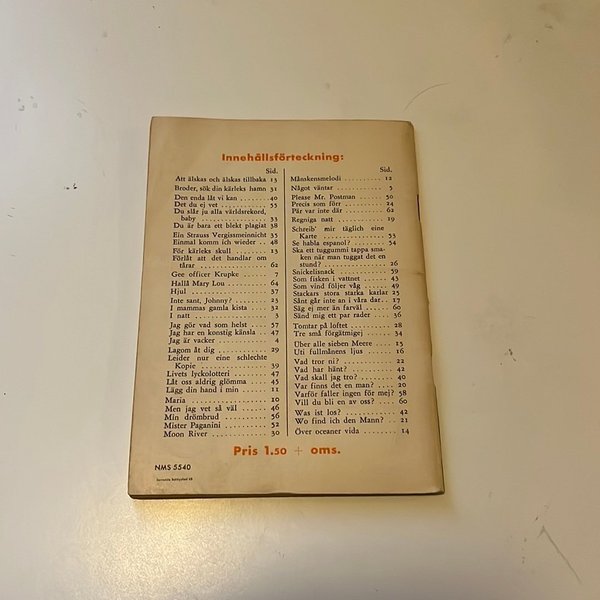 Innehållsförteckning:
Sid.
Att älskas och älskas tillbaka 13
Broder, sök din kärleks hamn 31
Den enda låt vi kan ........ 40
Det du ej vet .............. 55
Du slår ju alla världsrekord,
baby .................. 33
Du är bara ett blekt plagiat 38
Ein Strauss Vergissmeinnicht 35
Einmal komm ich wieder .. 48
För kärleks skull .......... 13
Förlåt att det handlar om
tårar .................. 62
Gee officer Krupke ........ 7
Hallå Mary Lou .......... 64
Hjul ...................... 57
Inte sant, Johnny? ........ 23
I mammas gamla kista .... 32
I natt .................... 3
Jag gör vad som helst .... 57
Jag har en konstig känsla .. 47
Jag är vacker ............ 4
Lagom åt dig ............ 29
Leider nur eine schlechte
Kopie .................. 39
Livets lyckolotteri ........ 47
Låt oss aldrig glömma .... 45
Lägg din hand i min ...... 11
Maria .................... 10
Men jag vet så väl ........ 46
Min drömbrud ............ 56
Mister Paganini .......... 52
Moon River .............. 30
Sid.
Månskensmelodi .......... 12
Något väntar ............ 5
Please Mr. Postman ...... 50
Precis som förr .......... 24
Pär var inte där .......... 62
Regniga natt ............ 19
Schreib' mir täglich eine
Karte .................. 53
Se habla espanol? ........ 54
Ska ett tuggummi tappa sma-
ken när man tuggat det en
stund? .................. 26
Snickelisnack ............ 59
Som fisken i vattnet ...... 43
Som vind följer våg ...... 49
Stackars stora starka karlar 25
Sånt går inte an i våra dar.. 17
Säg ej mer än farväl ...... 60
Sänd mig ett par rader .... 36
Tomtar på loftet .......... 28
Tre små förgätmigej ...... 34
Über alle sieben Meere .... 13
Uti fullmånens ljus ...... 16
Vad tror ni? .............. 22
Vad har hänt? ............ 42
Vad skall jag tro? ........ 40
Var finns det en man? .... 20
Varför faller ingen för mej? 58
Vill du bli en av oss? .... 60
Was ist los? .............. 42
Wo find ich den Mann? .. 21
Över oceaner vida ........ 14
Pris 1.50 + oms.
NMS 5540